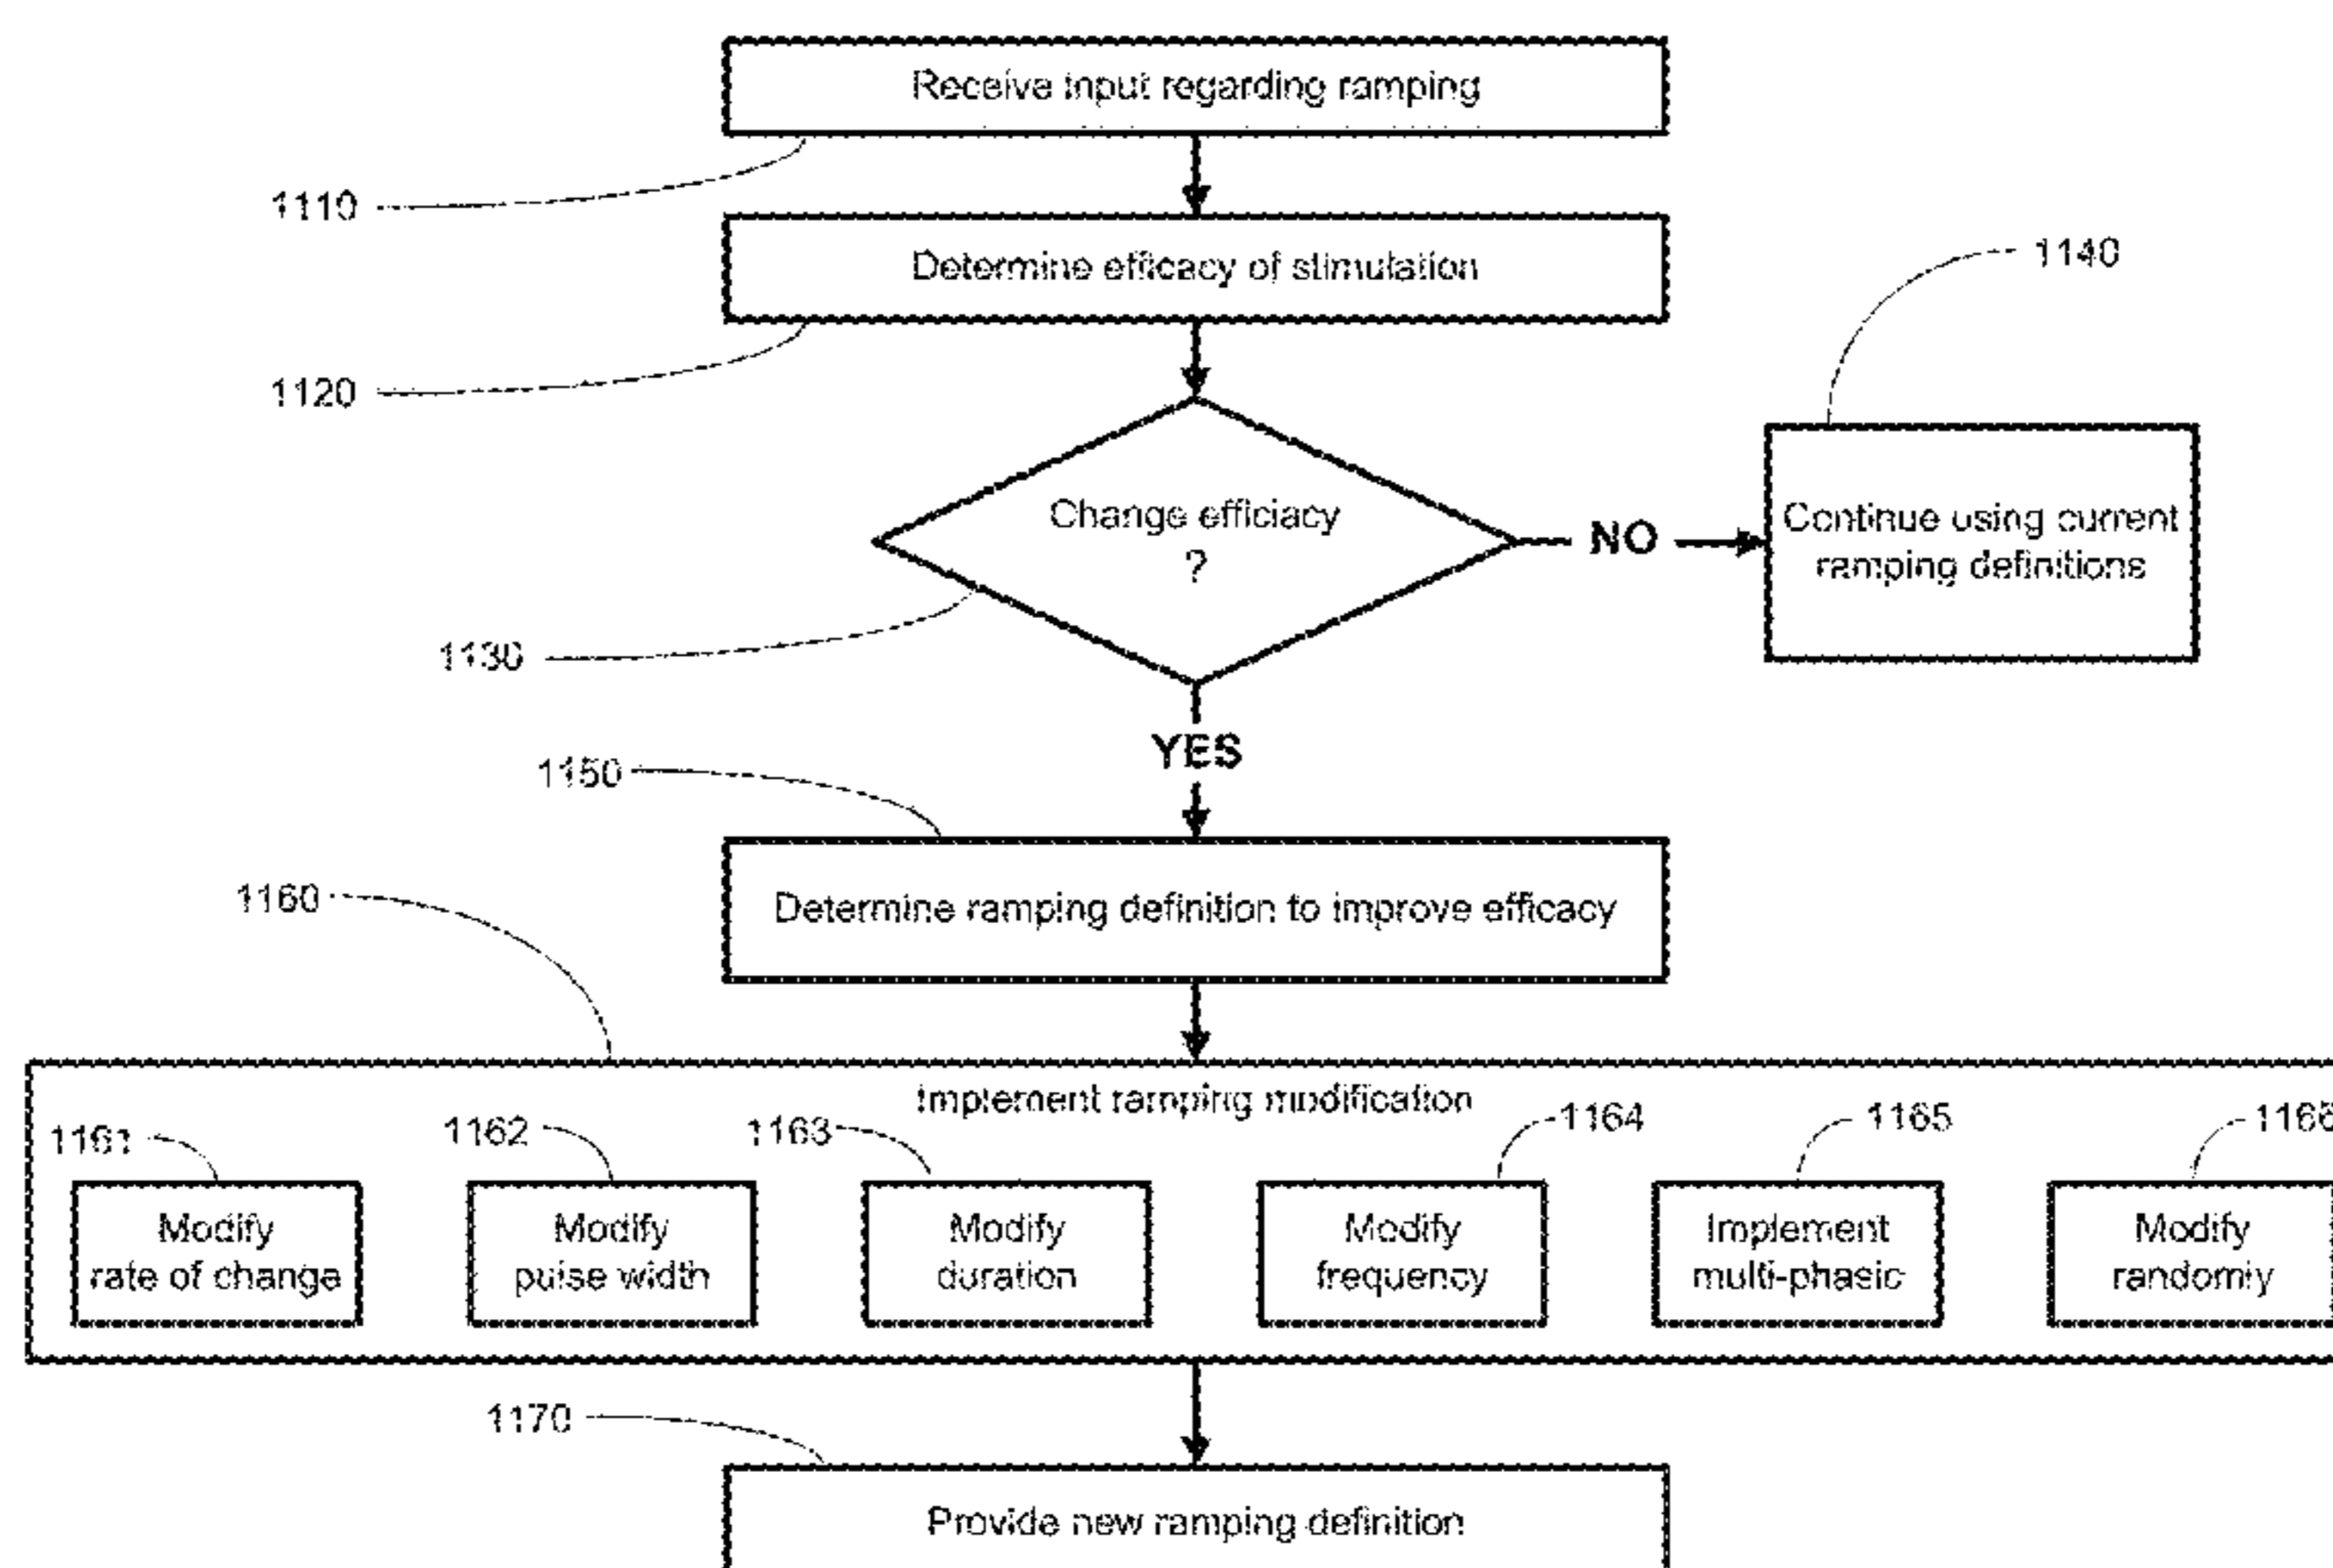 Receive input regarding ramping
1110
Determine efficacy of stimulation
1140
1120
Change efficiacy
?
NO
Continue using current
ramping definitions
1130
YES
1150
1160
Determine ramping definition to improve efficacy
Implement ramping modification
1161
1162
1163
1164
1165
1166
Modify
rate of change
Modify
pulse width
Modify
duration
Modify
frequency
Implement
multi-phasic
Modify
randomly
1170
Provide new ramping definition